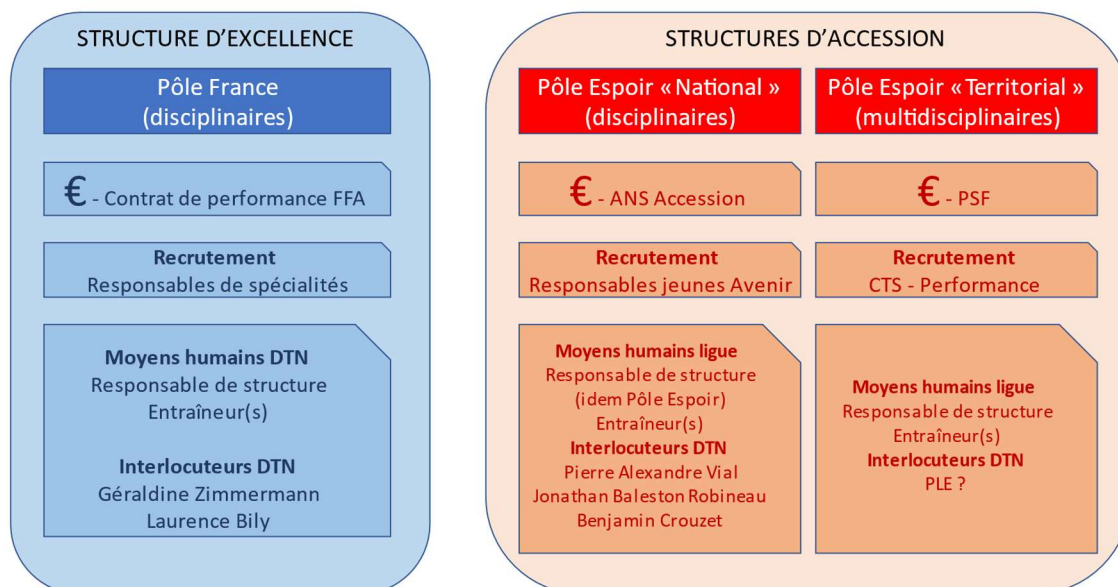 STRUCTURE D'EXCELLENCE
Pôle France
(disciplinaires)
€ - Contrat de performance FFA
Recrutement
Responsables de spécialités
Moyens humains DTN
Responsable de structure
Entraîneur(s)
Interlocuteurs DTN
Géraldine Zimmermann
Laurence Bily
STRUCTURES D'ACCESSION
Pôle Espoir « National »
(disciplinaires)
€ - ANS Accession
Recrutement
Responsables jeunes Avenir
Moyens humains ligue
Responsable de structure
(idem Pôle Espoir)
Entraîneur(s)
Interlocuteurs DTN
Pierre Alexandre Vial
Jonathan Baleston Robineau
Benjamin Crouzet
Pôle Espoir « Territorial »
(multidisciplinaires)
€ - PSF
Recrutement
CTS - Performance
Moyens humains ligue
Responsable de structure
Entraîneur(s)
Interlocuteurs DTN
PLE ?